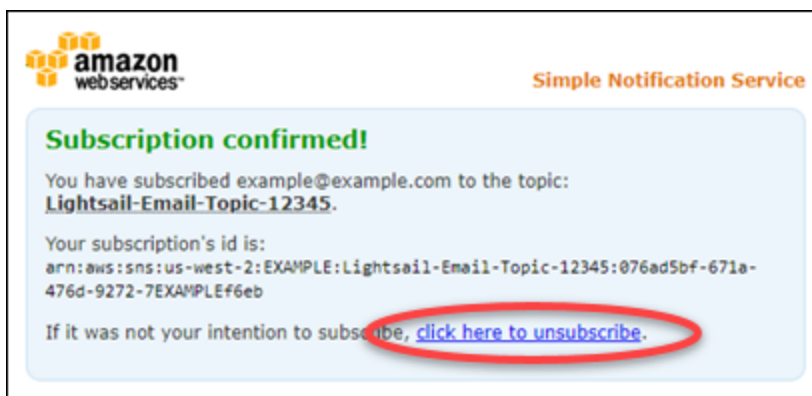 amazon
webservices™
Simple Notification Service
Subscription confirmed!
You have subscribed example@example.com to the topic:
Lightsail-Email-Topic-12345.
Your subscription's id is:
arn:aws:sns:us-west-2:EXAMPLE:Lightsail-Email-Topic-12345:076ad5bf-671a-
476d-9272-7EXAMPLEf6eb
If it was not your intention to subscribe, click here to unsubscribe.